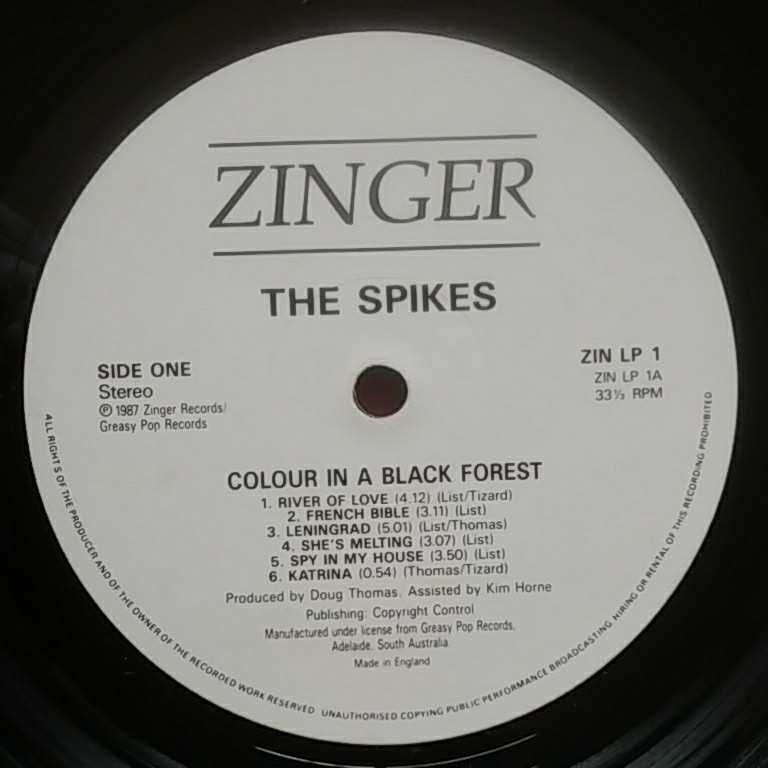 ZINGER
THE SPIKES
SIDE ONE
Stereo
℗ 1987 Zinger Records/
Greasy Pop Records
ZIN LP 1
ZIN LP 1A
33⅓ RPM
COLOUR IN A BLACK FOREST
1. RIVER OF LOVE (4.12) (List/Tizard)
2. FRENCH BIBLE (3.11) (List)
3. LENINGRAD (5.01) (List/Thomas)
4. SHE'S MELTING (3.07) (List)
5. SPY IN MY HOUSE (3.50) (List)
6. KATRINA (0.54) (Thomas/Tizard)
Produced by Doug Thomas. Assisted by Kim Horne
Publishing: Copyright Control
Manufactured under license from Greasy Pop Records,
Adelaide, South Australia.
Made in England
ALL RIGHTS OF THE PRODUCER AND OF THE OWNER OF THE RECORDED WORK RESERVED UNAUTHORISED COPYING PUBLIC PERFORMANCE BROADCASTING HIRING OR RENTAL OF THIS RECORDING PROHIBITED